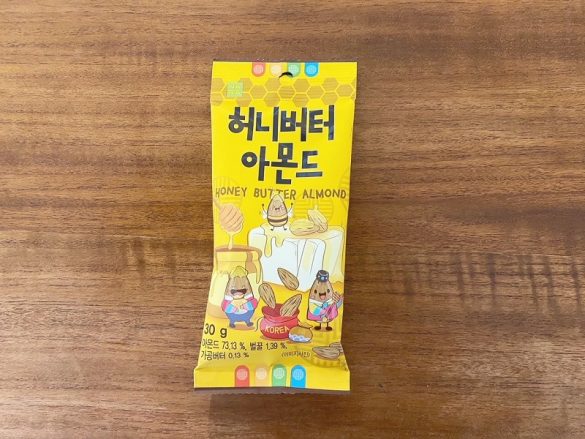 허니버터
아몬드
HONEY BUTTER ALMOND
KOREA
30 g
아몬드 73.13 %, 벌꿀 1.39 %,
가공버터 0.13 %